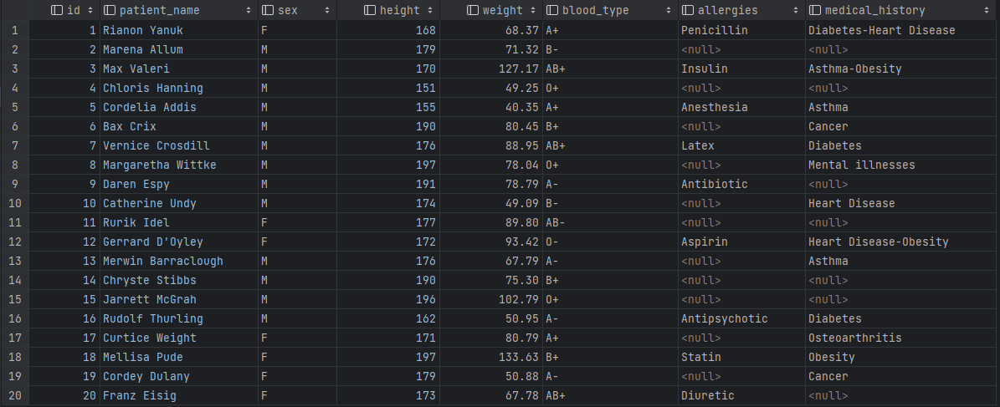 id patient_name sex height weight blood_type allergies medical_history
1 1 Rianon Yanuk F 168 68.37 A+ Penicillin Diabetes-Heart Disease
2 2 Marena Allum M 179 71.32 B- <null> <null>
3 3 Max Valeri M 170 127.17 AB+ Insulin Asthma-Obesity
4 4 Chloris Hanning M 151 49.25 O+ <null> <null>
5 5 Cordelia Addis M 155 40.35 A+ Anesthesia Asthma
6 6 Bax Crix M 190 80.45 B+ <null> Cancer
7 7 Vernice Crosdill M 176 88.95 AB+ Latex Diabetes
8 8 Margaretha Wittke M 197 78.04 O+ <null> Mental illnesses
9 9 Daren Espy M 191 78.79 A- Antibiotic <null>
10 10 Catherine Undy M 174 49.09 B- <null> Heart Disease
11 11 Rurik Idel F 177 89.80 AB- <null> <null>
12 12 Gerrard D'Oyley F 172 93.42 O- Aspirin Heart Disease-Obesity
13 13 Merwin Barraclough M 176 67.79 A- <null> Asthma
14 14 Chryste Stibbs M 190 75.30 B+ <null> <null>
15 15 Jarrett McGrah M 196 102.79 O+ <null> <null>
16 16 Rudolf Thurling M 162 50.95 A- Antipsychotic Diabetes
17 17 Curtice Weight F 171 80.79 A+ <null> Osteoarthritis
18 18 Mellisa Pude F 197 133.63 B+ Statin Obesity
19 19 Cordey Dulany F 179 50.88 A- <null> Cancer
20 20 Franz Eisig F 173 67.78 AB+ Diuretic <null>